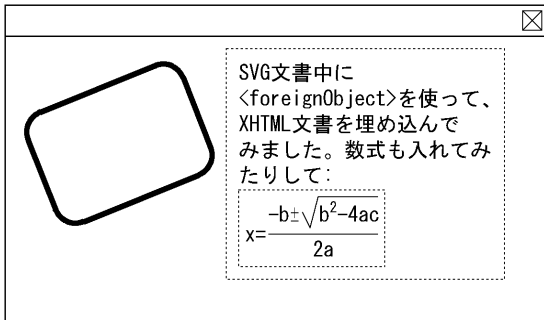 SVG文書中に
<foreignObject>を使って、
XHTML文書を埋め込んで
みました。数式も入れてみ
たりして:
x=\frac{-b±\sqrt{b²-4ac}}{2a}